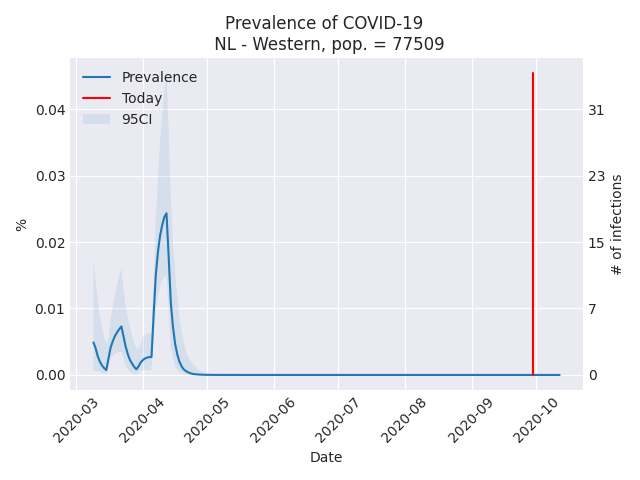 Prevalence of COVID-19
NL - Western, pop. = 77509
Prevalence
Today
95CI
0.04
0.03
0.02
0.01
0.00
%
31
23
15
7
0
# of infections
2020-03
2020-04
2020-05
2020-06
2020-07
2020-08
2020-09
2020-10
Date